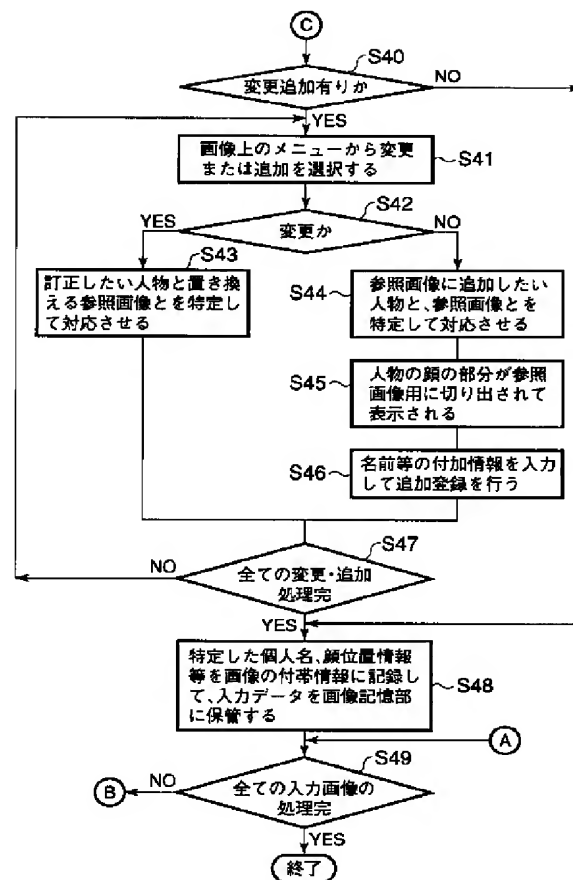 C
S40
変更追加有りか
NO
YES
画像上のメニューから変更
または追加を選択する
S41
S42
YES
変更か
NO
S43
訂正したい人物と置き換
える参照画像とを特定し
て対応させる
S44
参照画像に追加したい
人物と、参照画像とを
特定して対応させる
S45
人物の顔の部分が参照
画像用に切り出されて
表示される
S46
名前等の付加情報を入力
して追加登録を行う
S47
NO
全ての変更・追加
処理完
YES
特定した個人名、顔位置情報
等を画像の付帯情報に記録し
て、入力データを画像記憶部
に保管する
S48
A
S49
B
NO
全ての入力画像の
処理完
YES
終了